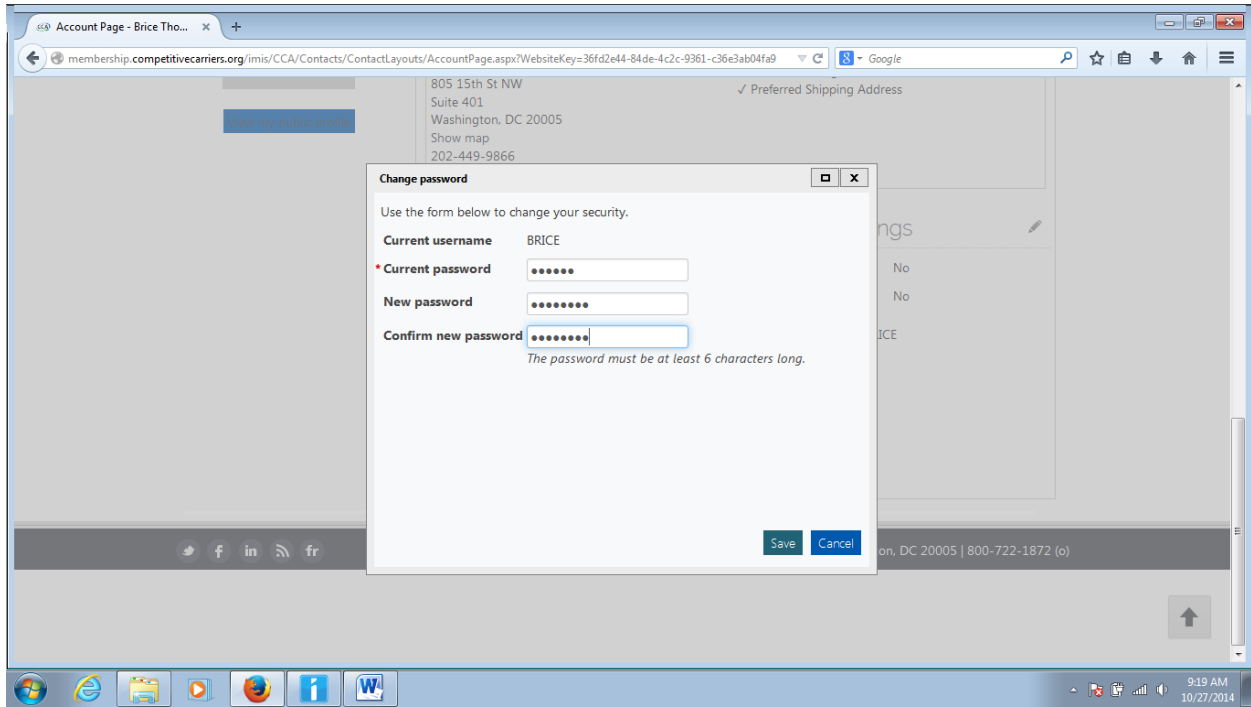 Account Page - Brice Tho...
membership.competitivecarriers.org/imis/CCA/Contacts/ContactLayouts/AccountPage.aspx?WebsiteKey=36fd2e44-84de-4c2c-9361-c36e3ab04fa9
Google
805 15th St NW
✓ Preferred Shipping Address
Suite 401
Washington, DC 20005
Show map
202-449-9866
Change password
Use the form below to change your security.
Current username BRICE
* Current password ●●●●●●
New password ●●●●●●●●
Confirm new password ●●●●●●●●
The password must be at least 6 characters long.
ngs
No
No
ICE
Save Cancel
on, DC 20005 | 800-722-1872 (o)
9:19 AM
10/27/2014